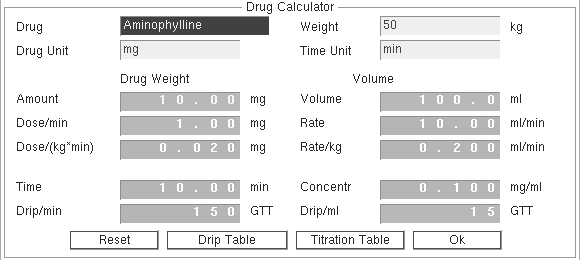 Drug Calculator
Drug Aminophylline Weight 50 kg
Drug Unit mg Time Unit min
Drug Weight Volume
Amount 10.00 mg Volume 100.0 ml
Dose/min 1.00 mg Rate 10.00 ml/min
Dose/(kg*min) 0.020 mg Rate/kg 0.200 ml/min
Time 10.00 min Concentr 0.100 mg/ml
Drip/min 150 GTT Drip/ml 15 GTT
Reset Drip Table Titration Table Ok